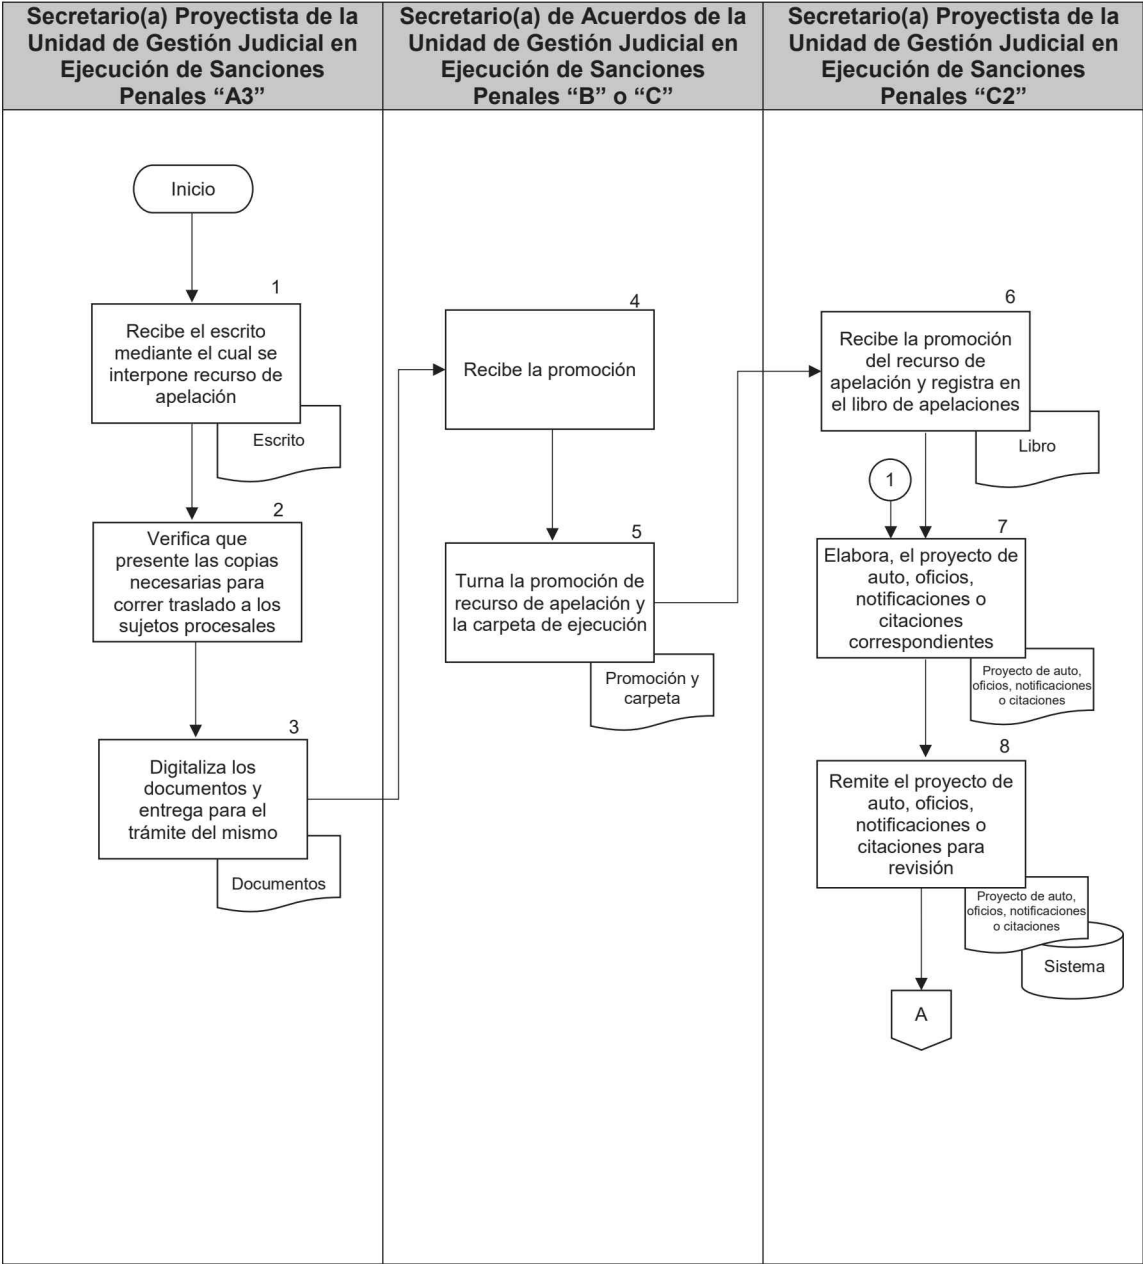 Secretario(a) Proyectista de la
Unidad de Gestión Judicial en
Ejecución de Sanciones
Penales “A3”
Secretario(a) de Acuerdos de la
Unidad de Gestión Judicial en
Ejecución de Sanciones
Penales “B” o “C”
Secretario(a) Proyectista de la
Unidad de Gestión Judicial en
Ejecución de Sanciones
Penales “C2”
Inicio
1
Recibe el escrito
mediante el cual se
interpone recurso de
apelación
Escrito
2
Verifica que
presente las copias
necesarias para
correr traslado a los
sujetos procesales
3
Digitaliza los
documentos y
entrega para el
trámite del mismo
Documentos
4
Recibe la promoción
5
Turna la promoción de
recurso de apelación y
la carpeta de ejecución
Promoción y
carpeta
6
Recibe la promoción
del recurso de
apelación y registra en
el libro de apelaciones
Libro
1
7
Elabora, el proyecto de
auto, oficios,
notificaciones o
citaciones
correspondientes
Proyecto de auto,
oficios, notificaciones
o citaciones
8
Remite el proyecto de
auto, oficios,
notificaciones o
citaciones para
revisión
Proyecto de auto,
oficios, notificaciones
o citaciones
Sistema
A